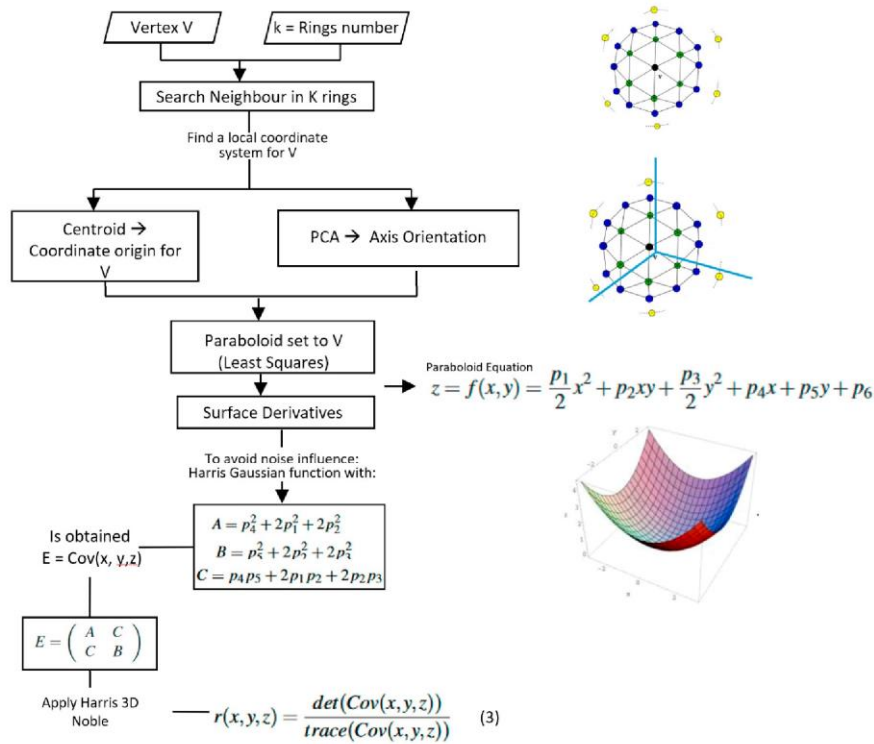 Vertex V
k = Rings number
Search Neighbour in K rings
Find a local coordinate
system for V
Centroid →
Coordinate origin for
V
PCA → Axis Orientation
Paraboloid set to V
(Least Squares)
Paraboloid Equation
z = f(x, y) = p₁/2 x² + p₂xy + p₃/2 y² + p₄x + p₅y + p₆
Surface Derivatives
To avoid noise influence:
Harris Gaussian function with:
A = p₄² + 2p₁² + 2p₂²
B = p₅² + 2p₂² + 2p₃²
C = p₄p₅ + 2p₁p₂ + 2p₂p₃
Is obtained
E = Cov(x, y,z)
E = ( A C
C B )
Apply Harris 3D
Noble
r(x,y,z) = det(Cov(x,y,z)) / trace(Cov(x,y,z)) (3)